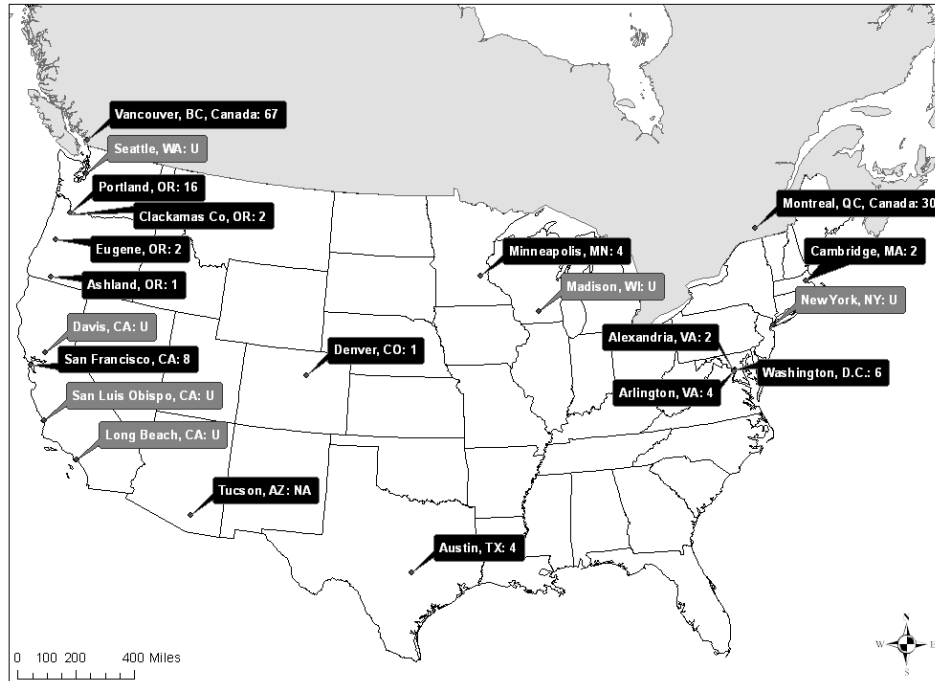 Vancouver, BC, Canada: 67
Seattle, WA: U
Portland, OR: 16
Clackamas Co, OR: 2
Montreal, QC, Canada: 30
Eugene, OR: 2
Minneapolis, MN: 4
Cambridge, MA: 2
Ashland, OR: 1
Madison, WI: U
New York, NY: U
Davis, CA: U
Alexandria, VA: 2
San Francisco, CA: 8
Denver, CO: 1
Washington, D.C.: 6
San Luis Obispo, CA: U
Arlington, VA: 4
Long Beach, CA: U
Tucson, AZ: NA
Austin, TX: 4
N
W
E
S
0 100 200 400 Miles